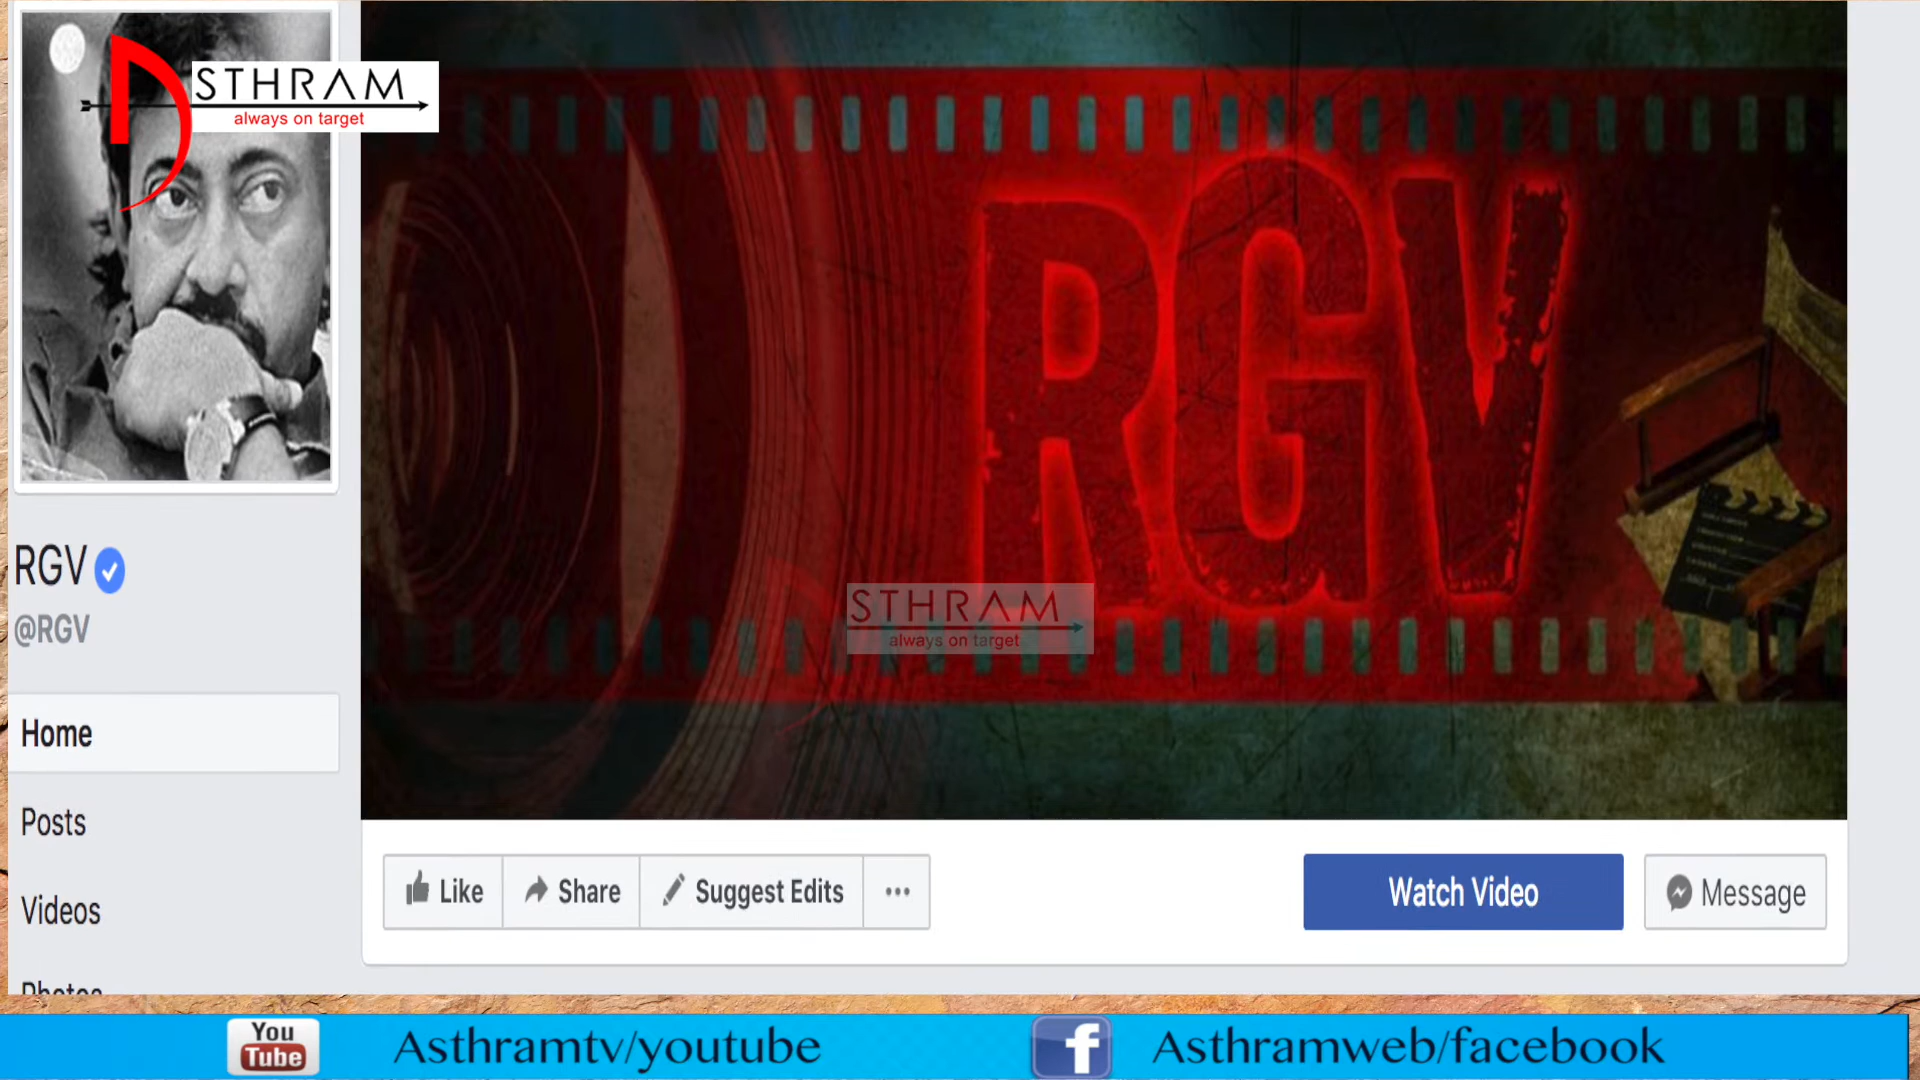 STHRAM
always on target
RGV
RGV
@RGV
STHRAM
always on target
Home
Posts
Videos
Photos
Like
Share
Suggest Edits
Watch Video
Message
You
Tube
Asthramtv/youtube
f
Asthramweb/facebook